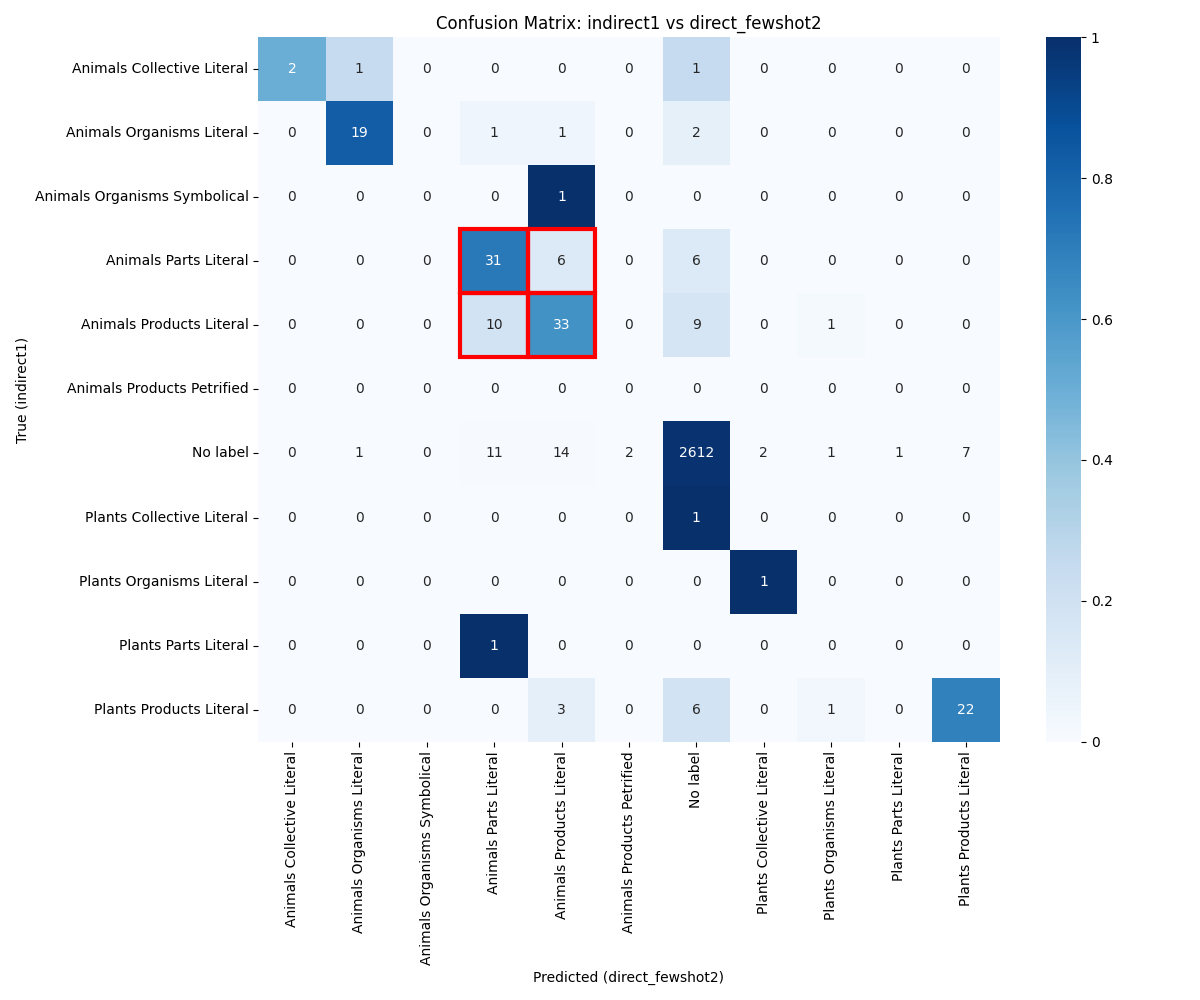 Confusion Matrix: indirect1 vs direct_fewshot2
True (indirect1)
Animals Collective Literal 2 1 0 0 0 0 1 0 0 0 0
Animals Organisms Literal 0 19 0 1 1 0 2 0 0 0 0
Animals Organisms Symbolical 0 0 0 0 1 0 0 0 0 0 0
Animals Parts Literal 0 0 0 31 6 0 6 0 0 0 0
Animals Products Literal 0 0 0 10 33 0 9 0 1 0 0
Animals Products Petrified 0 0 0 0 0 0 0 0 0 0 0
No label 0 1 0 11 14 2 2612 2 1 1 7
Plants Collective Literal 0 0 0 0 0 0 1 0 0 0 0
Plants Organisms Literal 0 0 0 0 0 0 0 1 0 0 0
Plants Parts Literal 0 0 0 1 0 0 0 0 0 0 0
Plants Products Literal 0 0 0 0 3 0 6 0 1 0 22
Animals Collective Literal
Animals Organisms Literal
Animals Organisms Symbolical
Animals Parts Literal
Animals Products Literal
Animals Products Petrified
No label
Plants Collective Literal
Plants Organisms Literal
Plants Parts Literal
Plants Products Literal
Predicted (direct_fewshot2)
1
0.8
0.6
0.4
0.2
0